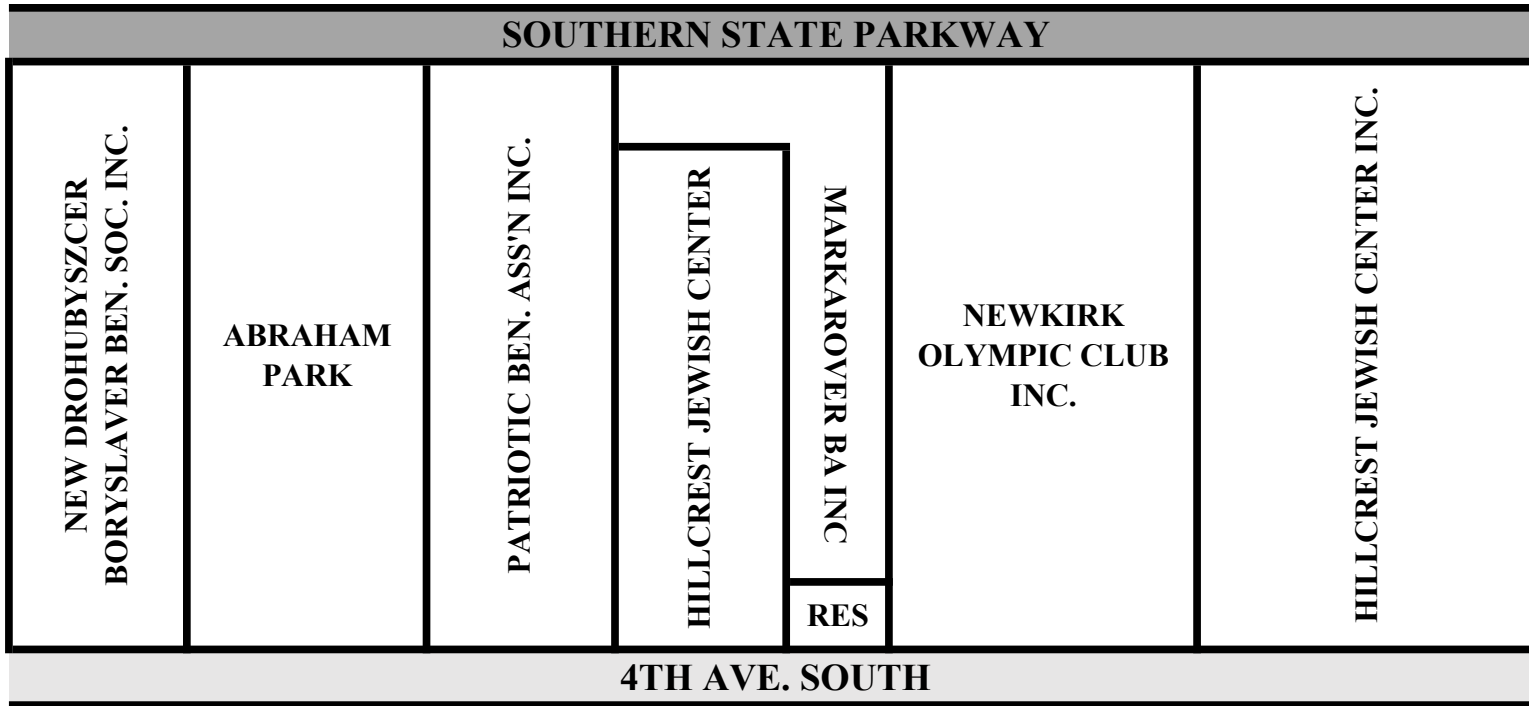 SOUTHERN STATE PARKWAY
NEW DROHUBYSZCER
BORYSLAVER BEN. SOC. INC.
ABRAHAM
PARK
PATRIOTIC BEN. ASS'N INC.
HILLCREST JEWISH CENTER
MARKAROVER BA INC
RES
NEWKIRK
OLYMPIC CLUB
INC.
HILLCREST JEWISH CENTER INC.
4TH AVE. SOUTH